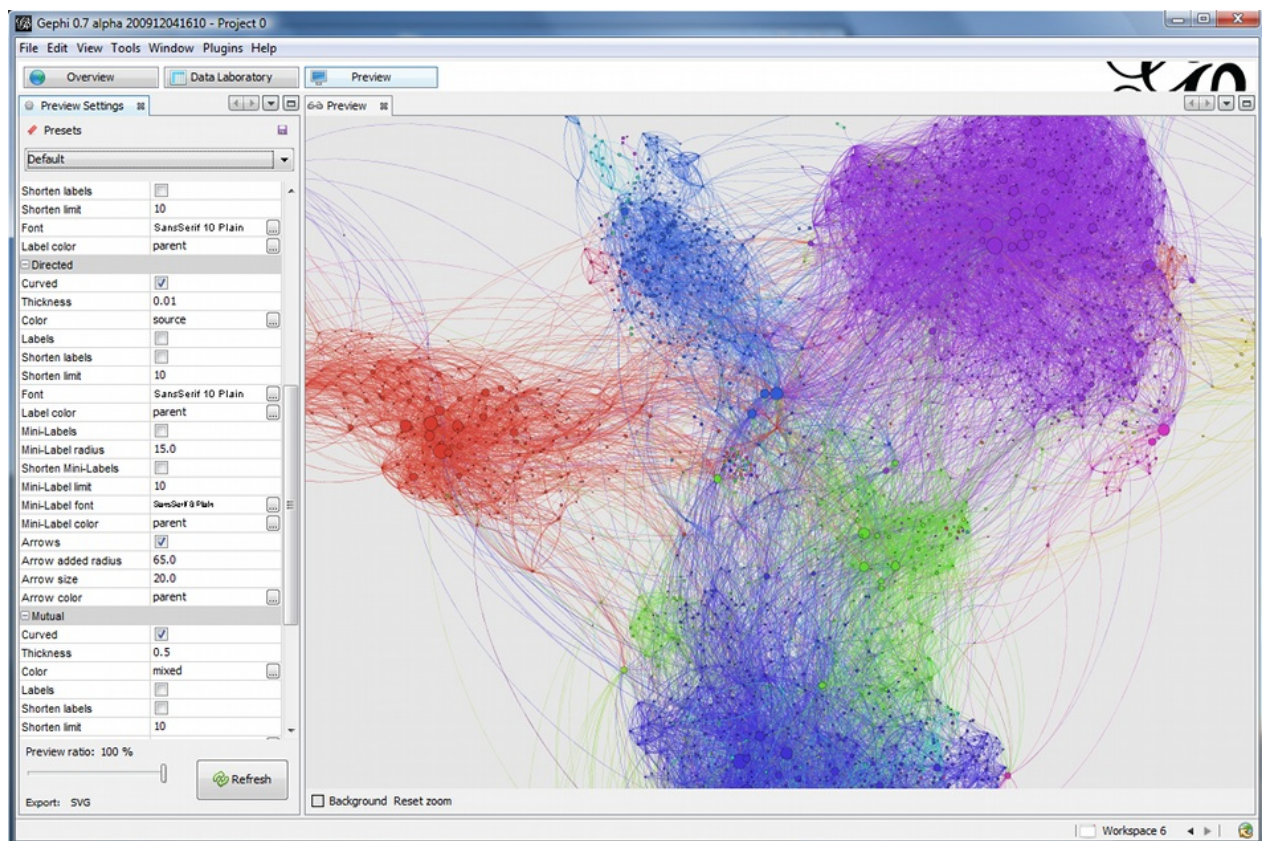 Gephi 0.7 alpha 200912041610 - Project 0
File Edit View Tools Window Plugins Help
Overview Data Laboratory Preview
Preview Settings Preview
Presets
Default
Shorten labels
Shorten limit 10
Font SansSerif 10 Plain ...
Label color parent ...
Directed
Curved
Thickness 0.01
Color source ...
Labels
Shorten labels
Shorten limit 10
Font SansSerif 10 Plain ...
Label color parent ...
Mini-Labels
Mini-Label radius 15.0
Shorten Mini-Labels
Mini-Label limit 10
Mini-Label font SansSerif 8 Plain ...
Mini-Label color parent ...
Arrows
Arrow added radius 65.0
Arrow size 20.0
Arrow color parent ...
Mutual
Curved
Thickness 0.5
Color mixed ...
Labels
Shorten labels
Shorten limit 10
Preview ratio: 100 %
Refresh
Export: SVG
Background Reset zoom
Workspace 6